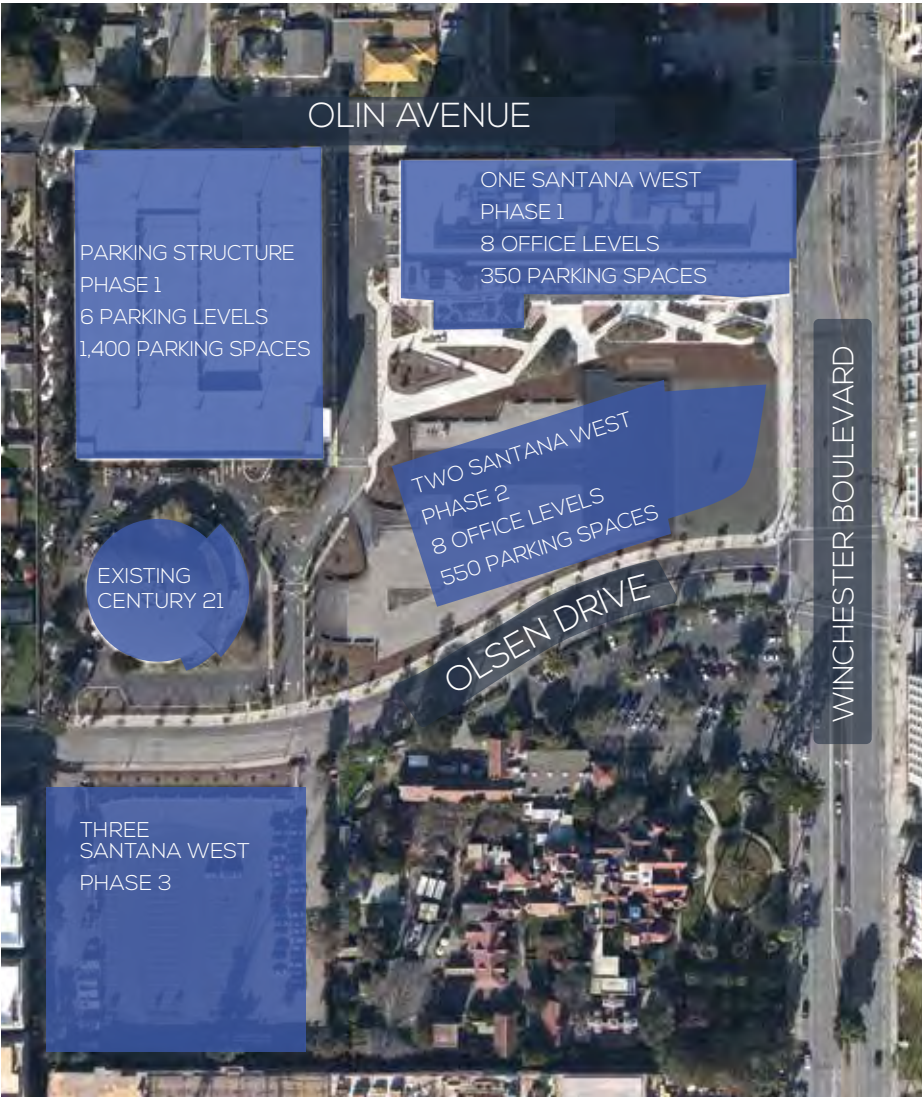 OLIN AVENUE
ONE SANTANA WEST
PHASE 1
8 OFFICE LEVELS
350 PARKING SPACES
PARKING STRUCTURE
PHASE 1
6 PARKING LEVELS
1,400 PARKING SPACES
WINCHESTER BOULEVARD
TWO SANTANA WEST
PHASE 2
8 OFFICE LEVELS
550 PARKING SPACES
EXISTING
CENTURY 21
OLSEN DRIVE
THREE
SANTANA WEST
PHASE 3